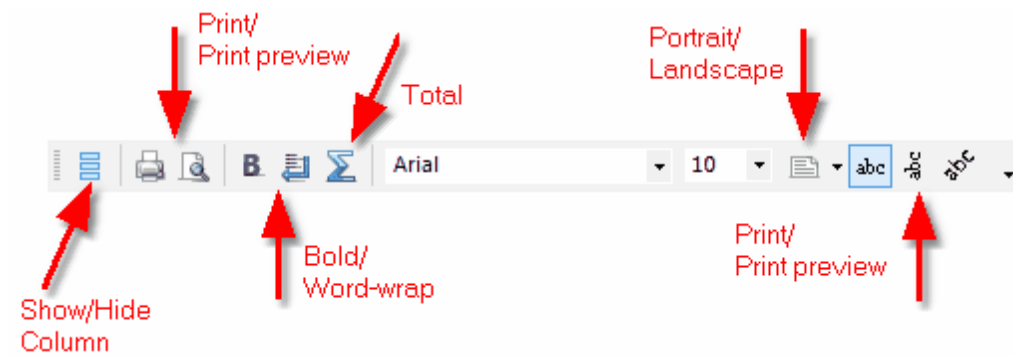 Print/
Print preview
Total
Portrait/
Landscape
B
Arial
10
abc
abc
abc
Bold/
Word-wrap
Print/
Print preview
Show/Hide
Column